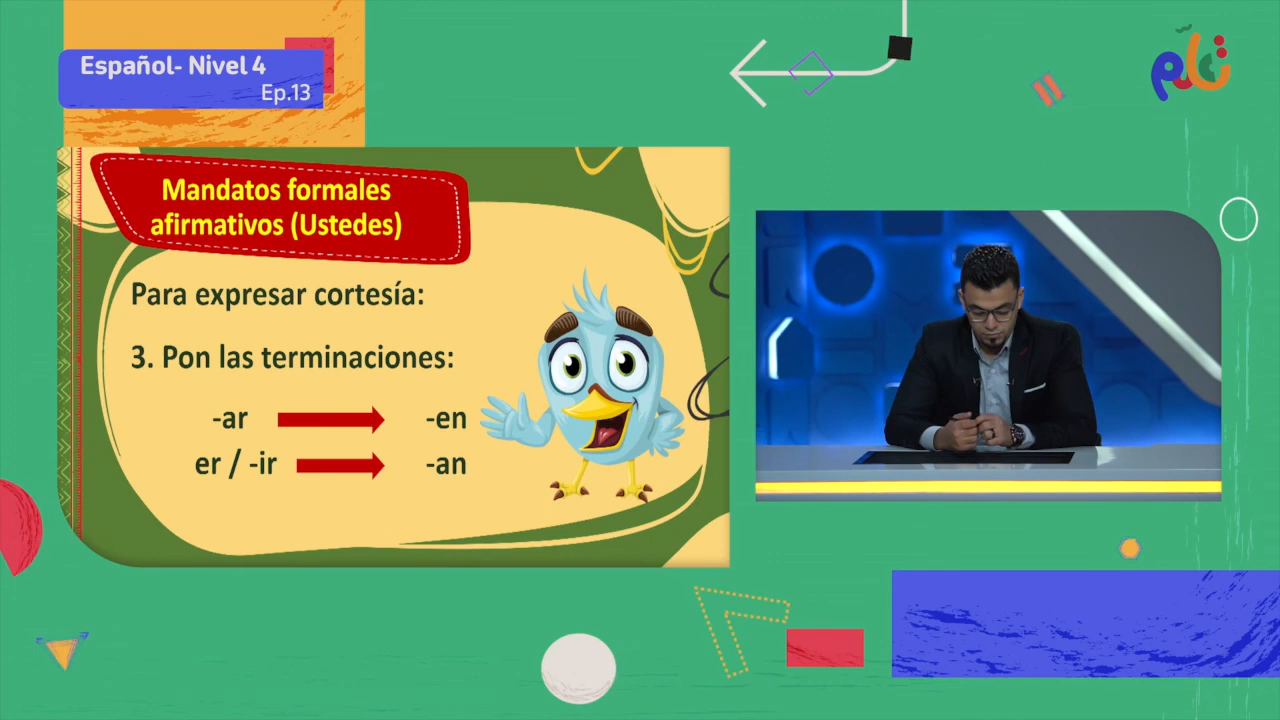 Español- Nivel 4
Ep.13
نتعلم
Mandatos formales
afirmativos (Ustedes)
Para expresar cortesía:
3. Pon las terminaciones:
-ar -en
er / -ir -an